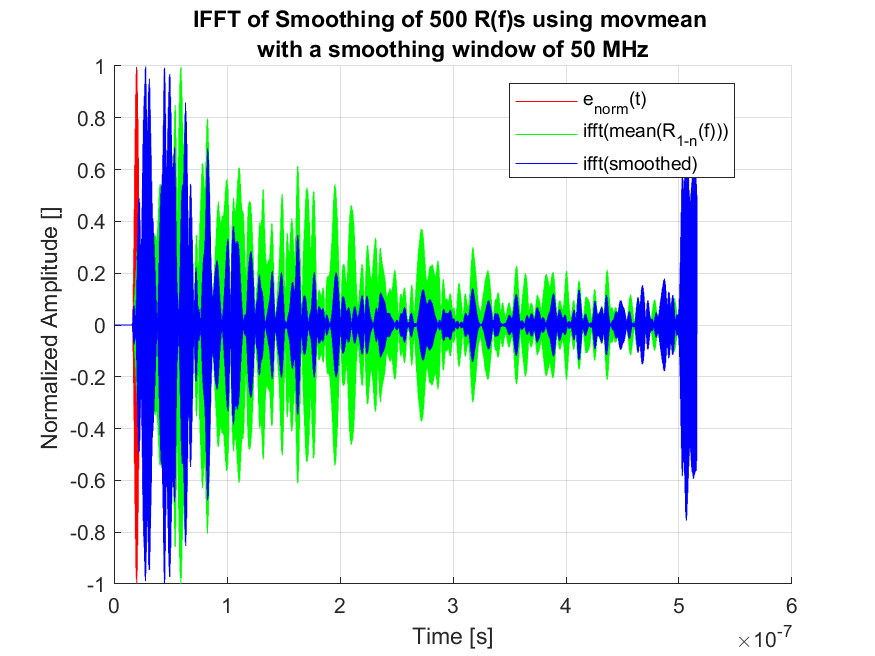 IFFT of Smoothing of 500 R(f)s using movmean
with a smoothing window of 50 MHz
e_norm(t)
ifft(mean(R_1-n(f)))
ifft(smoothed)
Normalized Amplitude []
1
0.8
0.6
0.4
0.2
0
-0.2
-0.4
-0.6
-0.8
-1
0 1 2 3 4 5 6
Time [s]
×10^-7